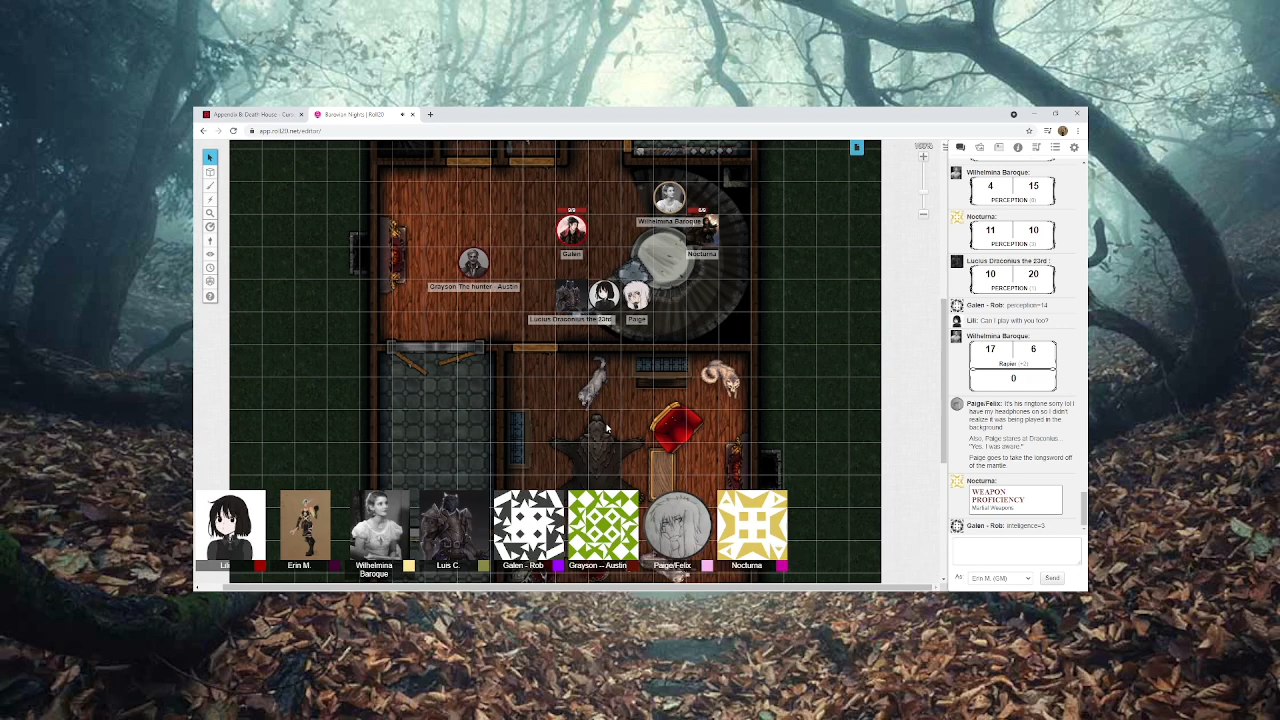 Appendix B: Death House - Curs
Barovian Nights | Roll20
app.roll20.net/editor/
100%
9/9
Wilhelmina Baroque
Galen
Nocturna
Grayson The hunter - Austin
Lucius Draconius the 23rd
Paige
Lili
Erin M.
Wilhelmina
Baroque
Luis C.
Galen - Rob
Grayson -- Austin
Paige/Felix
Nocturna
Wilhelmina Baroque:
4 15
PERCEPTION
Nocturna:
11 10
PERCEPTION (3)
Lucius Draconius the 23rd :
10 20
PERCEPTION (1)
Galen - Rob: perception=14
Lili: Can I play with you too?
Wilhelmina Baroque:
17 6
Rapier (+2)
0
Paige/Felix: It's his ringtone sorry lol I
have my headphones on so I didn't
realize it was being played in the
background
Also, Paige stares at Draconius...
"Yes, I was aware."
Paige goes to take the longsword off
of the mantle.
Nocturna:
WEAPON
PROFICIENCY
Martial Weapons
Galen - Rob: intelligence=3
As: Erin M. (GM)
Send